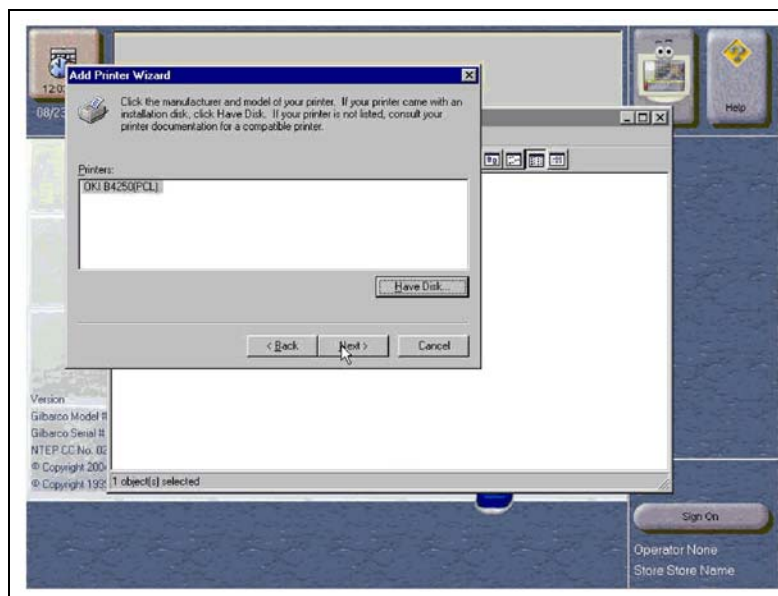 Add Printer Wizard
Click the manufacturer and model of your printer. If your printer came with an
installation disk, click Have Disk. If your printer is not listed, consult your
printer documentation for a compatible printer.
Printers:
OKI B4250(PCL)
Have Disk...
< Back
Next >
Cancel
12:0
08/23
Help
Version
Gilbarco Model #
Gilbarco Serial #
NTEP CC No. 02
© Copyright 200
© Copyright 199
1 object(s) selected
Sign On
Operator None
Store Store Name